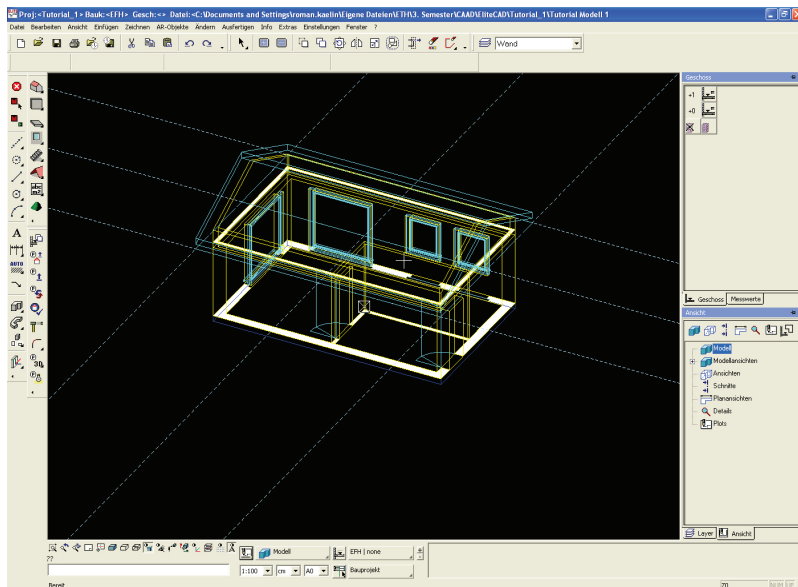 Proj:<Tutorial_1> Bauk:<EFH> Gesch:<> Datei:<C:\Documents and Settings\roman.kaelin\Eigene Dateien\ETH\3. Semester\CAAD\EliteCAD\Tutorial_1\Tutorial Modell 1
Datei Bearbeiten Ansicht Einfügen Zeichnen AR-Objekte Ändern Ausfertigen Info Extras Einstellungen Fenster ?
Wand
Geschoss
+1
+0
A
AUTO
3D
Geschoss Messwerte
Ansicht
Modell
Modellansichten
Ansichten
Schnitte
Planansichten
Details
Plots
Layer Ansicht
Modell EFH | none
??
1:100 cm A0 Bauprojekt
Bereit